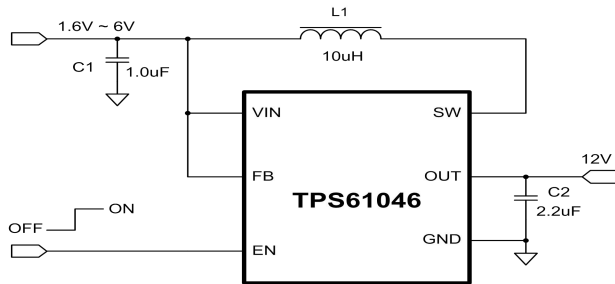 L1
1.6V ~ 6V
10uH
C1
1.0uF
VIN
SW
12V
FB
OUT
TPS61046
C2
2.2uF
ON
OFF
GND
EN